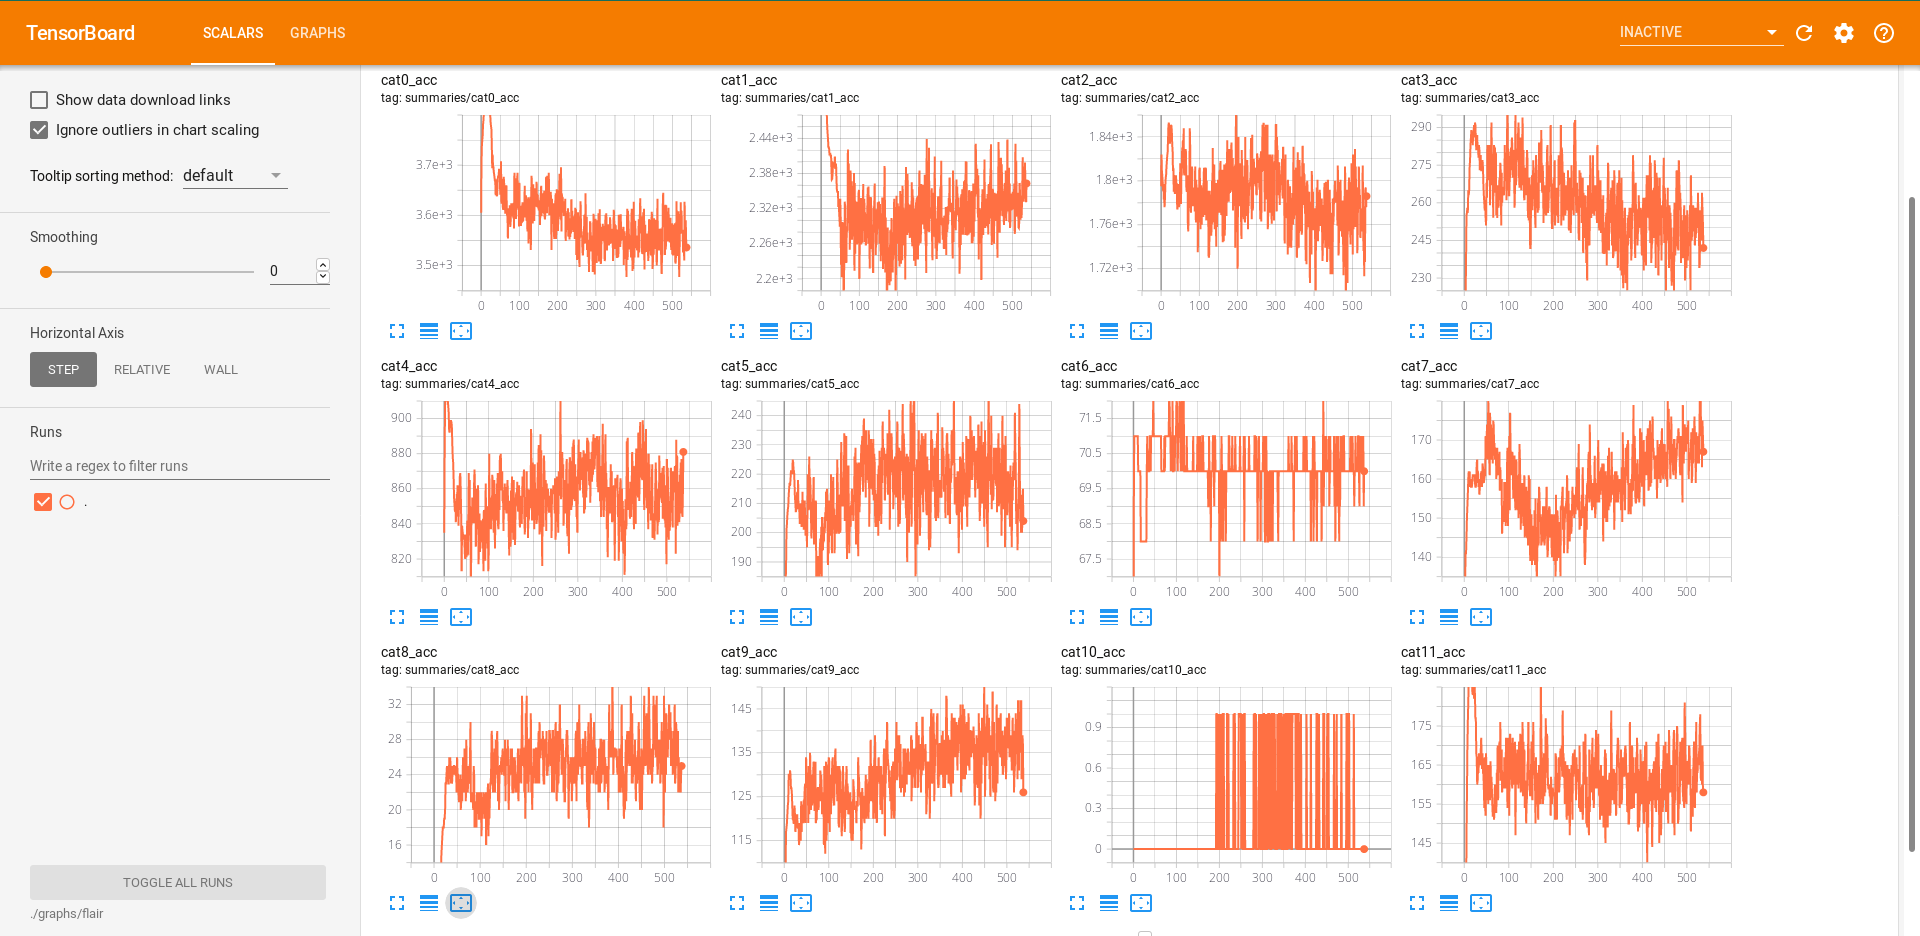 TensorBoard
SCALARS
GRAPHS
INACTIVE
Show data download links
Ignore outliers in chart scaling
Tooltip sorting method: default
Smoothing
0
Horizontal Axis
STEP
RELATIVE
WALL
Runs
Write a regex to filter runs
.
TOGGLE ALL RUNS
./graphs/flair
cat0_acc
tag: summaries/cat0_acc
3.7e+3
3.6e+3
3.5e+3
0 100 200 300 400 500
cat1_acc
tag: summaries/cat1_acc
2.44e+3
2.38e+3
2.32e+3
2.26e+3
2.2e+3
0 100 200 300 400 500
cat2_acc
tag: summaries/cat2_acc
1.84e+3
1.8e+3
1.76e+3
1.72e+3
0 100 200 300 400 500
cat3_acc
tag: summaries/cat3_acc
290
275
260
245
230
0 100 200 300 400 500
cat4_acc
tag: summaries/cat4_acc
900
880
860
840
820
0 100 200 300 400 500
cat5_acc
tag: summaries/cat5_acc
240
230
220
210
200
190
0 100 200 300 400 500
cat6_acc
tag: summaries/cat6_acc
71.5
70.5
69.5
68.5
67.5
0 100 200 300 400 500
cat7_acc
tag: summaries/cat7_acc
170
160
150
140
0 100 200 300 400 500
cat8_acc
tag: summaries/cat8_acc
32
28
24
20
16
0 100 200 300 400 500
cat9_acc
tag: summaries/cat9_acc
145
135
125
115
0 100 200 300 400 500
cat10_acc
tag: summaries/cat10_acc
0.9
0.6
0.3
0
0 100 200 300 400 500
cat11_acc
tag: summaries/cat11_acc
175
165
155
145
0 100 200 300 400 500